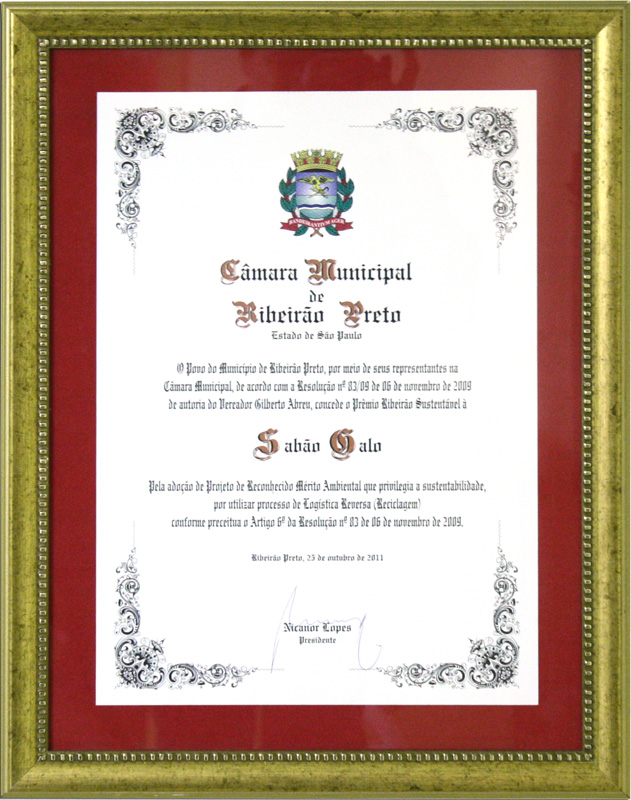 BANDEIRANTIVM AGER
Câmara Municipal
de
Ribeirão Preto
Estado de São Paulo
O Povo do Município de Ribeirão Preto, por meio de seus representantes na
Câmara Municipal, de acordo com a Resolução nº 03/09 de 06 de novembro de 2009
de autoria do Vereador Gilberto Abreu, concede o Prêmio Ribeirão Sustentável à
Sabão Galo
Pela adoção de Projeto de Reconhecido Mérito Ambiental que privilegia a sustentabilidade,
por utilizar processo de Logística Reversa (Reciclagem)
conforme preceitua o Artigo 6º da Resolução nº 03 de 06 de novembro de 2009.
Ribeirão Preto, 25 de outubro de 2011
Nicanor Lopes
Presidente